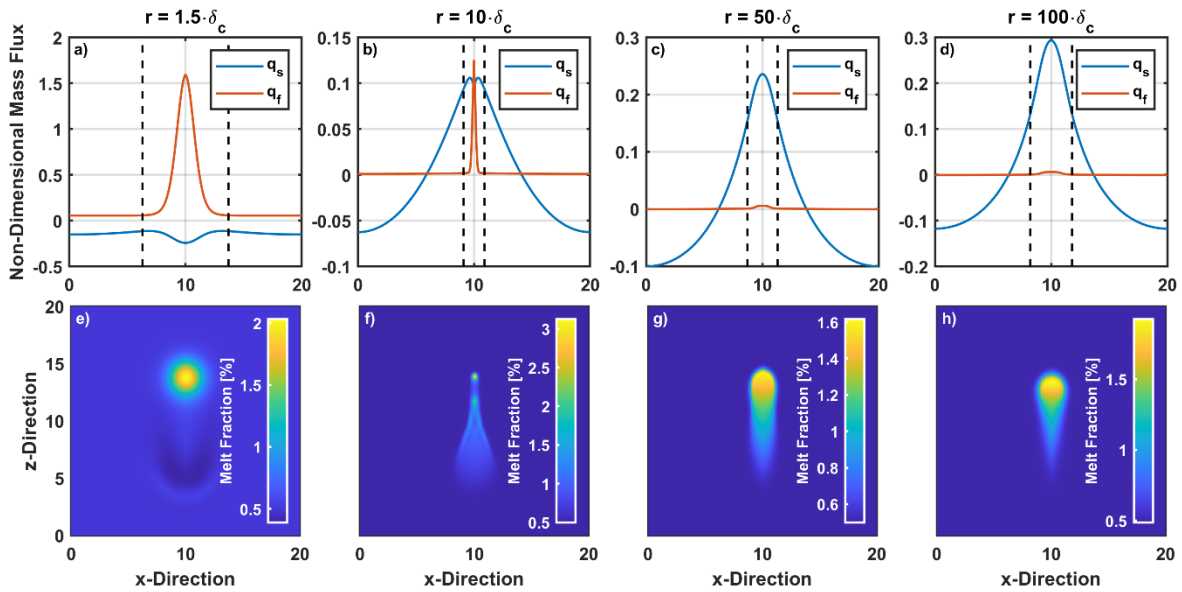 r = 1.5·δc
r = 10·δc
r = 50·δc
r = 100·δc
Non-Dimensional Mass Flux
a)
qs
qf
2
1.5
1
0.5
0
-0.5
0
10
20
b)
qs
qf
0.15
0.1
0.05
0
-0.05
-0.1
0
10
20
c)
qs
qf
0.3
0.2
0.1
0
-0.1
0
10
20
d)
qs
qf
0.3
0.2
0.1
0
-0.1
-0.2
0
10
20
z-Direction
20
15
10
5
0
e)
Melt Fraction [%]
2
1.5
1
0.5
0
10
20
x-Direction
f)
Melt Fraction [%]
3
2.5
2
1.5
1
0.5
0
10
20
x-Direction
g)
Melt Fraction [%]
1.6
1.4
1.2
1
0.8
0.6
0
10
20
x-Direction
h)
Melt Fraction [%]
1.5
1
0.5
0
10
20
x-Direction